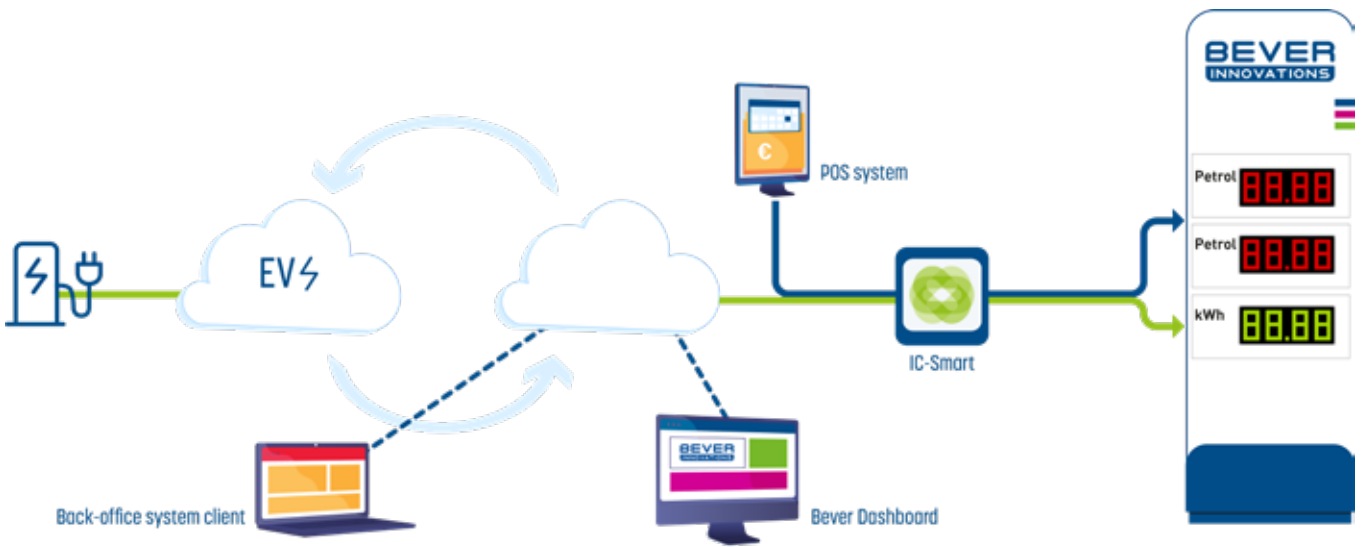 BEVER
INNOVATIONS
POS system
Petrol
88.88
EV
Petrol
88.88
kWh
88.88
IC-Smart
BEVER
INNOVATIONS
Back-office system client
Bever Dashboard